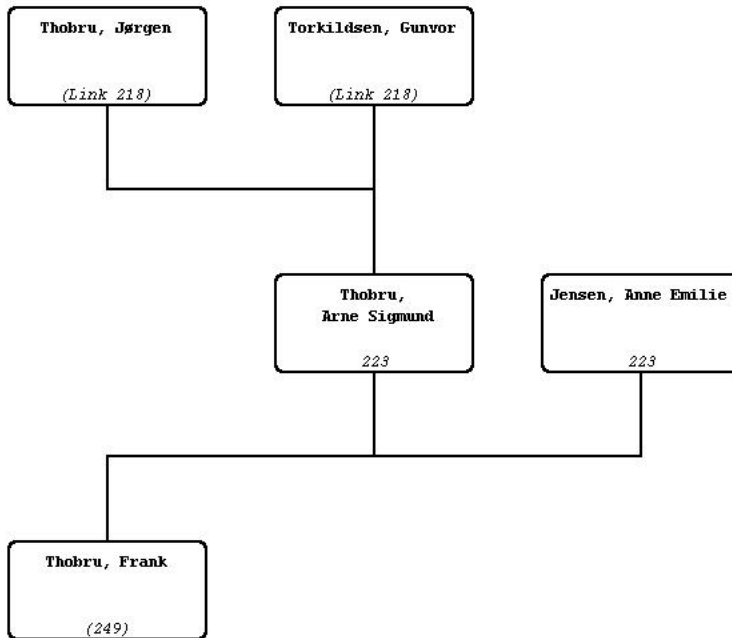 Thobru, Jørgen
(Link 218)
Torkildsen, Gunvor
(Link 218)
Thobru,
Arne Sigmund
223
Jensen, Anne Emilie
223
Thobru, Frank
(249)